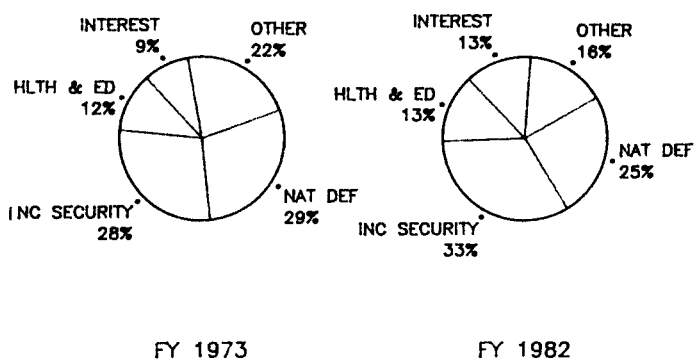 INTEREST
9%
OTHER
22%
HLTH & ED
12%
NAT DEF
29%
INC SECURITY
28%
FY 1973
INTEREST
13%
OTHER
16%
HLTH & ED
13%
NAT DEF
25%
INC SECURITY
33%
FY 1982